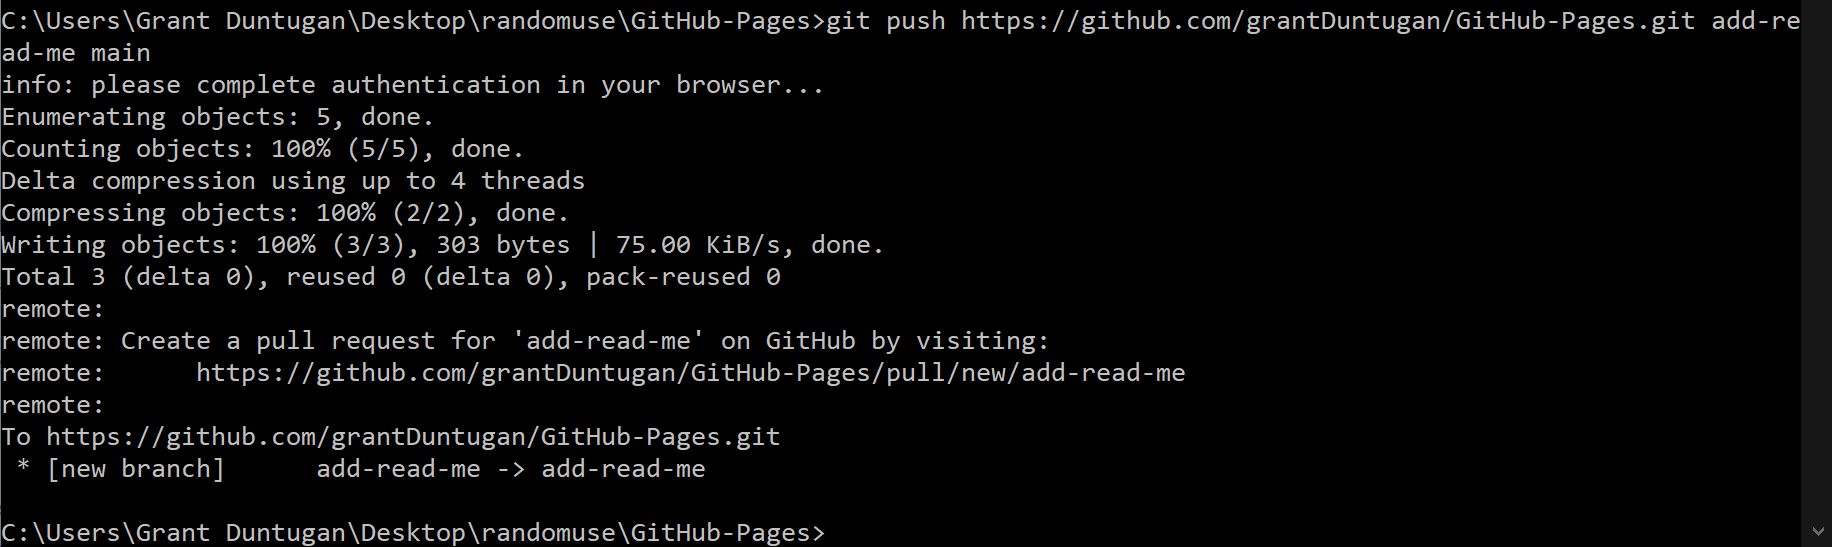 C:\Users\Grant Duntugan\Desktop\randomuse\GitHub-Pages>git push https://github.com/grantDuntugan/GitHub-Pages.git add-re
ad-me main
info: please complete authentication in your browser...
Enumerating objects: 5, done.
Counting objects: 100% (5/5), done.
Delta compression using up to 4 threads
Compressing objects: 100% (2/2), done.
Writing objects: 100% (3/3), 303 bytes | 75.00 KiB/s, done.
Total 3 (delta 0), reused 0 (delta 0), pack-reused 0
remote:
remote: Create a pull request for 'add-read-me' on GitHub by visiting:
remote:      https://github.com/grantDuntugan/GitHub-Pages/pull/new/add-read-me
remote:
To https://github.com/grantDuntugan/GitHub-Pages.git
 * [new branch]      add-read-me -> add-read-me
C:\Users\Grant Duntugan\Desktop\randomuse\GitHub-Pages>